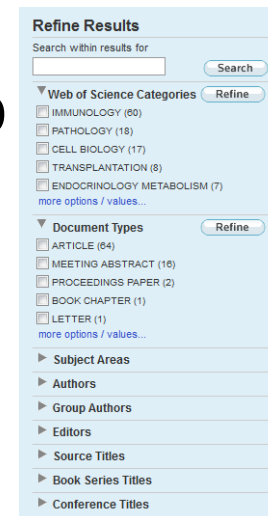 Refine Results
Search within results for
Search
Web of Science Categories Refine
IMMUNOLOGY (60)
PATHOLOGY (18)
CELL BIOLOGY (17)
TRANSPLANTATION (8)
ENDOCRINOLOGY METABOLISM (7)
more options / values...
Document Types Refine
ARTICLE (64)
MEETING ABSTRACT (16)
PROCEEDINGS PAPER (2)
BOOK CHAPTER (1)
LETTER (1)
more options / values...
Subject Areas
Authors
Group Authors
Editors
Source Titles
Book Series Titles
Conference Titles